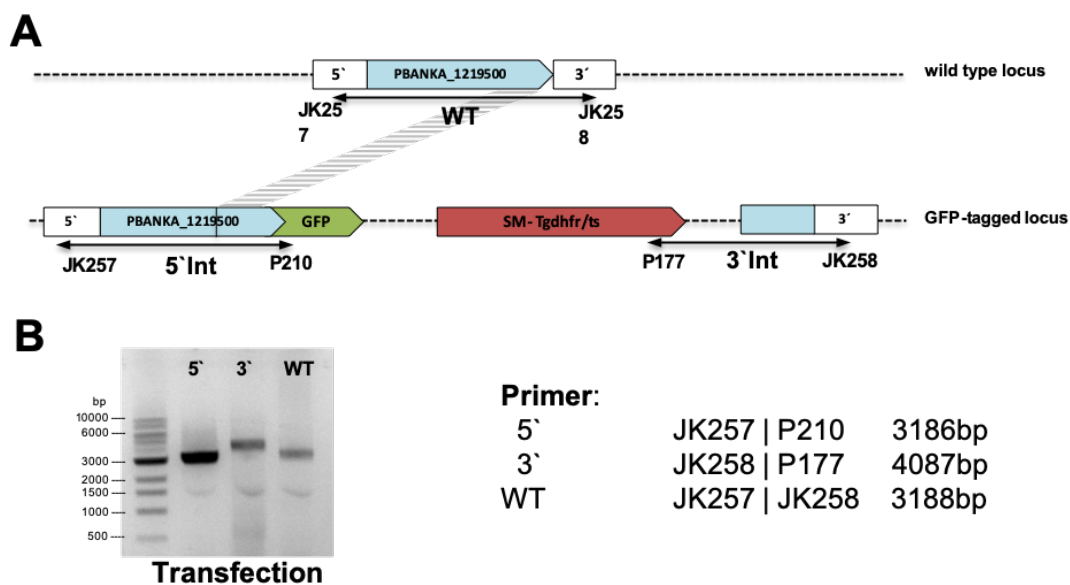 A
5` PBANKA_1219500 3´ wild type locus
JK25
7
WT
JK25
8
5` PBANKA_1219500 GFP SM- Tgdhfr/ts 3´ GFP-tagged locus
JK257 5`Int P210 P177 3`Int JK258
B
5` 3` WT
bp
10000
6000
3000
2000
1500
1000
500
Transfection
Primer:
5` JK257 | P210 3186bp
3` JK258 | P177 4087bp
WT JK257 | JK258 3188bp